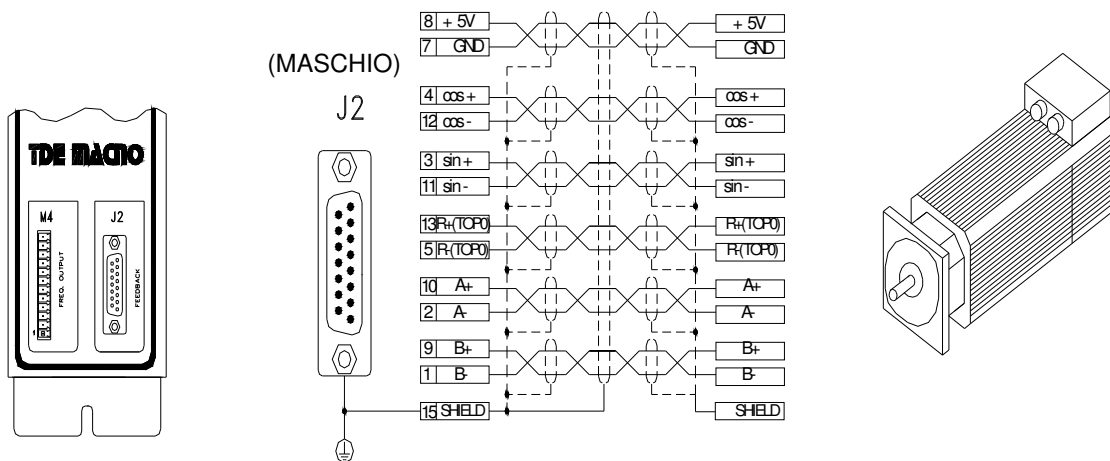 TDE MACNO
M4
FREQ. OUTPUT
1
J2
FEEDBACK
(MASCHIO)
J2
8 + 5V
7 GND
4 cos +
12 cos -
3 sin +
11 sin -
13 R+(TOP0)
5 R-(TOP0)
10 A+
2 A-
9 B+
1 B-
15 SHIELD
+ 5V
GND
cos +
cos -
sin +
sin -
R+(TOP0)
R-(TOP0)
A+
A-
B+
B-
SHIELD